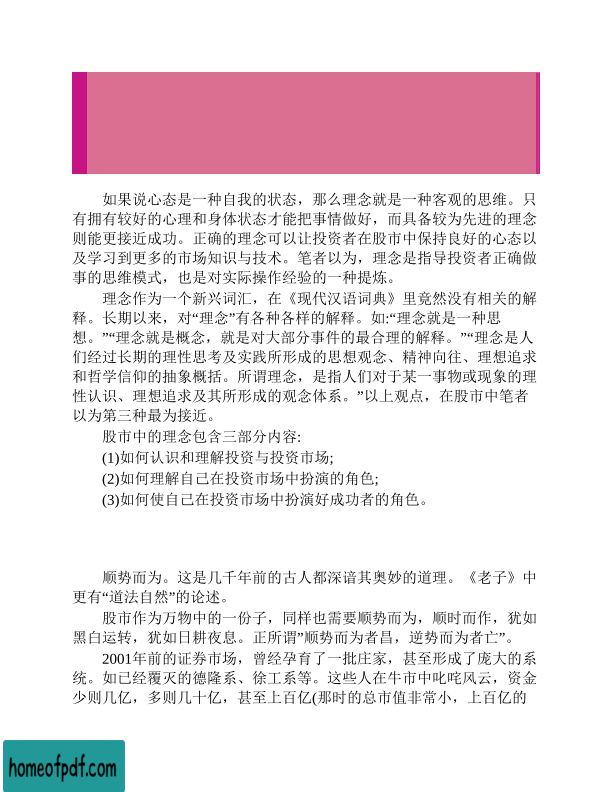 如果说心态是一种自我的状态，那么理念就是一种客观的思维。只
有拥有较好的心理和身体状态才能把事情做好，而具备较为先进的理念
则能更接近成功。正确的理念可以让投资者在股市中保持良好的心态以
及学习到更多的市场知识与技术。笔者以为，理念是指导投资者正确做
事的思维模式，也是对实际操作经验的一种提炼。
理念作为一个新兴词汇，在《现代汉语词典》里竟然没有相关的解
释。长期以来，对“理念”有各种各样的解释。如:“理念就是一种思
想。”“理念就是概念，就是对大部分事件的最合理的解释。”“理念是人
们经过长期的理性思考及实践所形成的思想观念、精神向往、理想追求
和哲学信仰的抽象概括。所谓理念，是指人们对于某一事物或现象的理
性认识、理想追求及其所形成的观念体系。”以上观点，在股市中笔者
以为第三种最为接近。
股市中的理念包含三部分内容:
(1)如何认识和理解投资与投资市场;
(2)如何理解自己在投资市场中扮演的角色;
(3)如何使自己在投资市场中扮演好成功者的角色。
顺势而为。这是几千年前的古人都深谙其奥妙的道理。《老子》中
更有“道法自然”的论述。
股市作为万物中的一份子，同样也需要顺势而为，顺时而作，犹如
黑白运转，犹如日耕夜息。正所谓”顺势而为者昌，逆势而为者亡”。
2001年前的证券市场，曾经孕育了一批庄家，甚至形成了庞大的系
统。如已经覆灭的德隆系、徐工系等。这些人在牛市中叱咤风云，资金
少则几亿，多则几十亿，甚至上百亿(那时的总市值非常小，上百亿的
homeofpdf.com